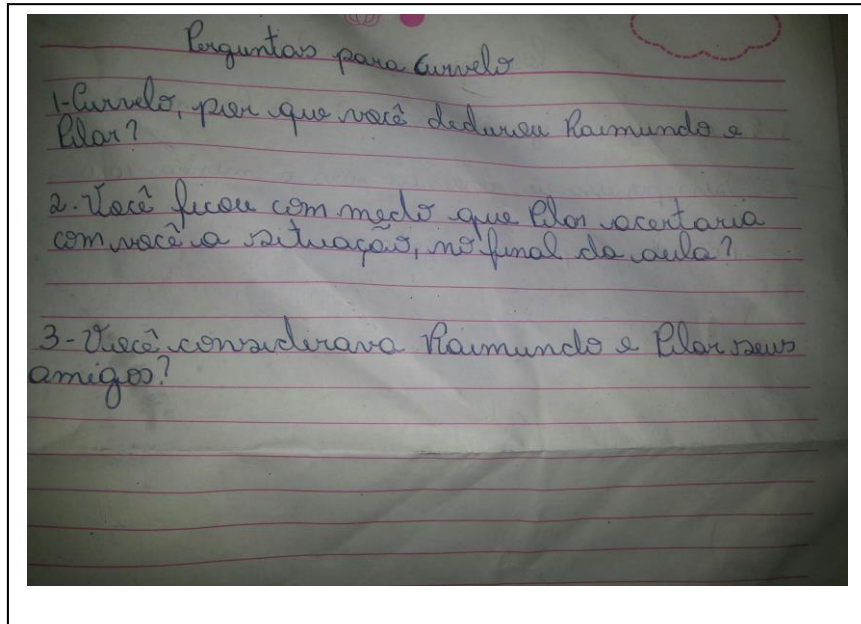 Perguntas para Curvelo
1-Curvelo, por que você dedurou Raimundo e
Pilar?
2-Você ficou com medo que Pilar acertaria
com você a situação, no final da aula?
3-Você considerava Raimundo e Pilar seus
amigos?